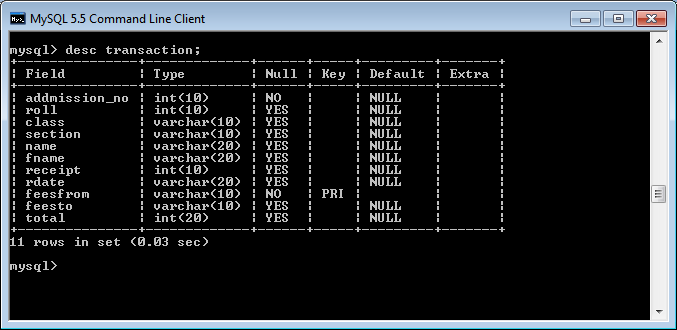 MySQL 5.5 Command Line Client
mysql> desc transaction;
+--------------+-------------+------+-----+---------+-------+
| Field        | Type        | Null | Key | Default | Extra |
+--------------+-------------+------+-----+---------+-------+
| addmission_no | int(10)     | NO   |     | NULL    |       |
| roll         | int(10)     | YES  |     | NULL    |       |
| class        | varchar(10) | YES  |     | NULL    |       |
| section      | varchar(10) | YES  |     | NULL    |       |
| name         | varchar(20) | YES  |     | NULL    |       |
| fname        | varchar(20) | YES  |     | NULL    |       |
| receipt      | int(10)     | YES  |     | NULL    |       |
| rdate        | varchar(20) | YES  |     | NULL    |       |
| feesfrom     | varchar(10) | NO   | PRI |         |       |
| feesto       | varchar(10) | YES  |     | NULL    |       |
| total        | int(20)     | YES  |     | NULL    |       |
+--------------+-------------+------+-----+---------+-------+
11 rows in set (0.03 sec)
mysql>